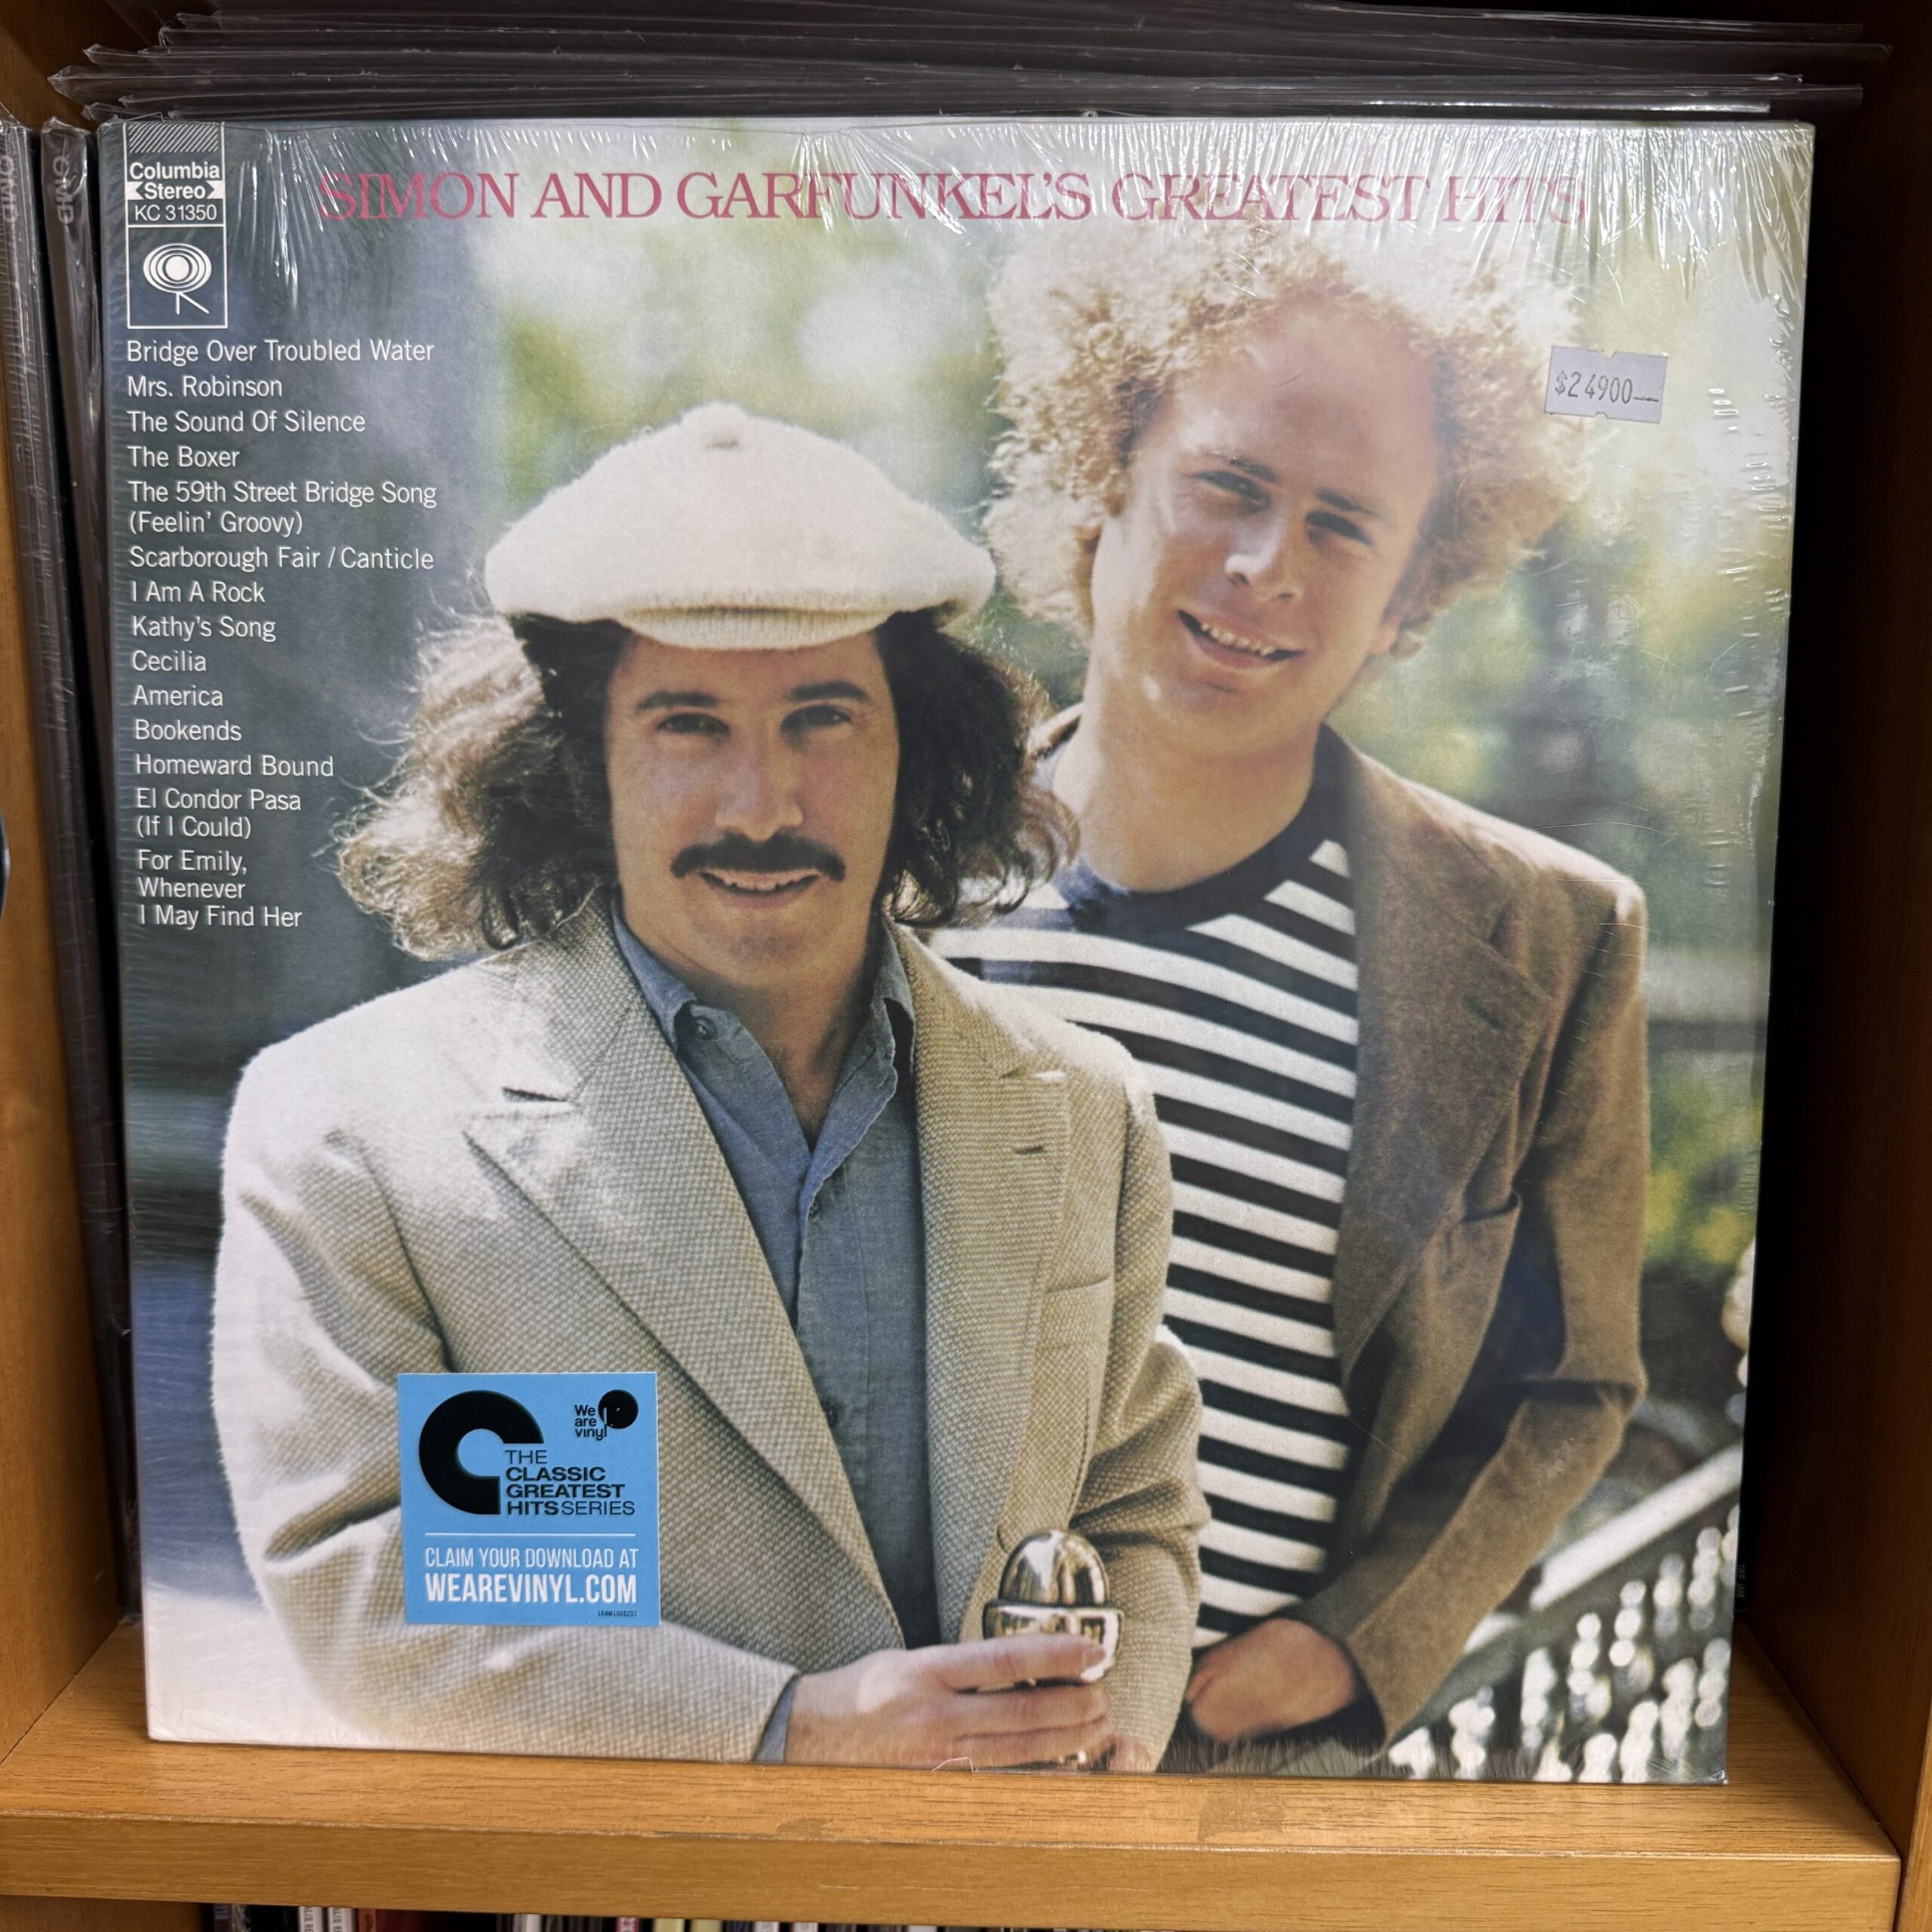 Columbia
Stereo
KC 31350
SIMON AND GARFUNKEL'S GREATEST HITS
$24900
Bridge Over Troubled Water
Mrs. Robinson
The Sound Of Silence
The Boxer
The 59th Street Bridge Song
(Feelin' Groovy)
Scarborough Fair / Canticle
I Am A Rock
Kathy's Song
Cecilia
America
Bookends
Homeward Bound
El Condor Pasa
(If I Could)
For Emily,
Whenever
I May Find Her
We
are
vinyl
THE
CLASSIC
GREATEST
HITS SERIES
CLAIM YOUR DOWNLOAD AT
WEAREVINYL.COM